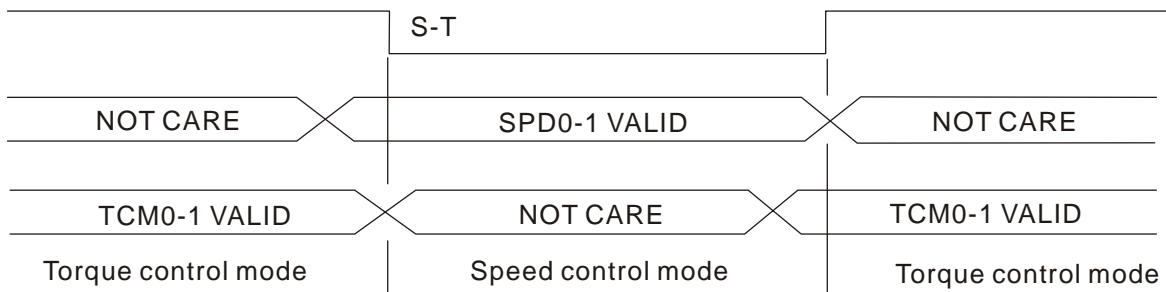 S-T
NOT CARE SPD0-1 VALID NOT CARE
TCM0-1 VALID NOT CARE TCM0-1 VALID
Torque control mode Speed control mode Torque control mode